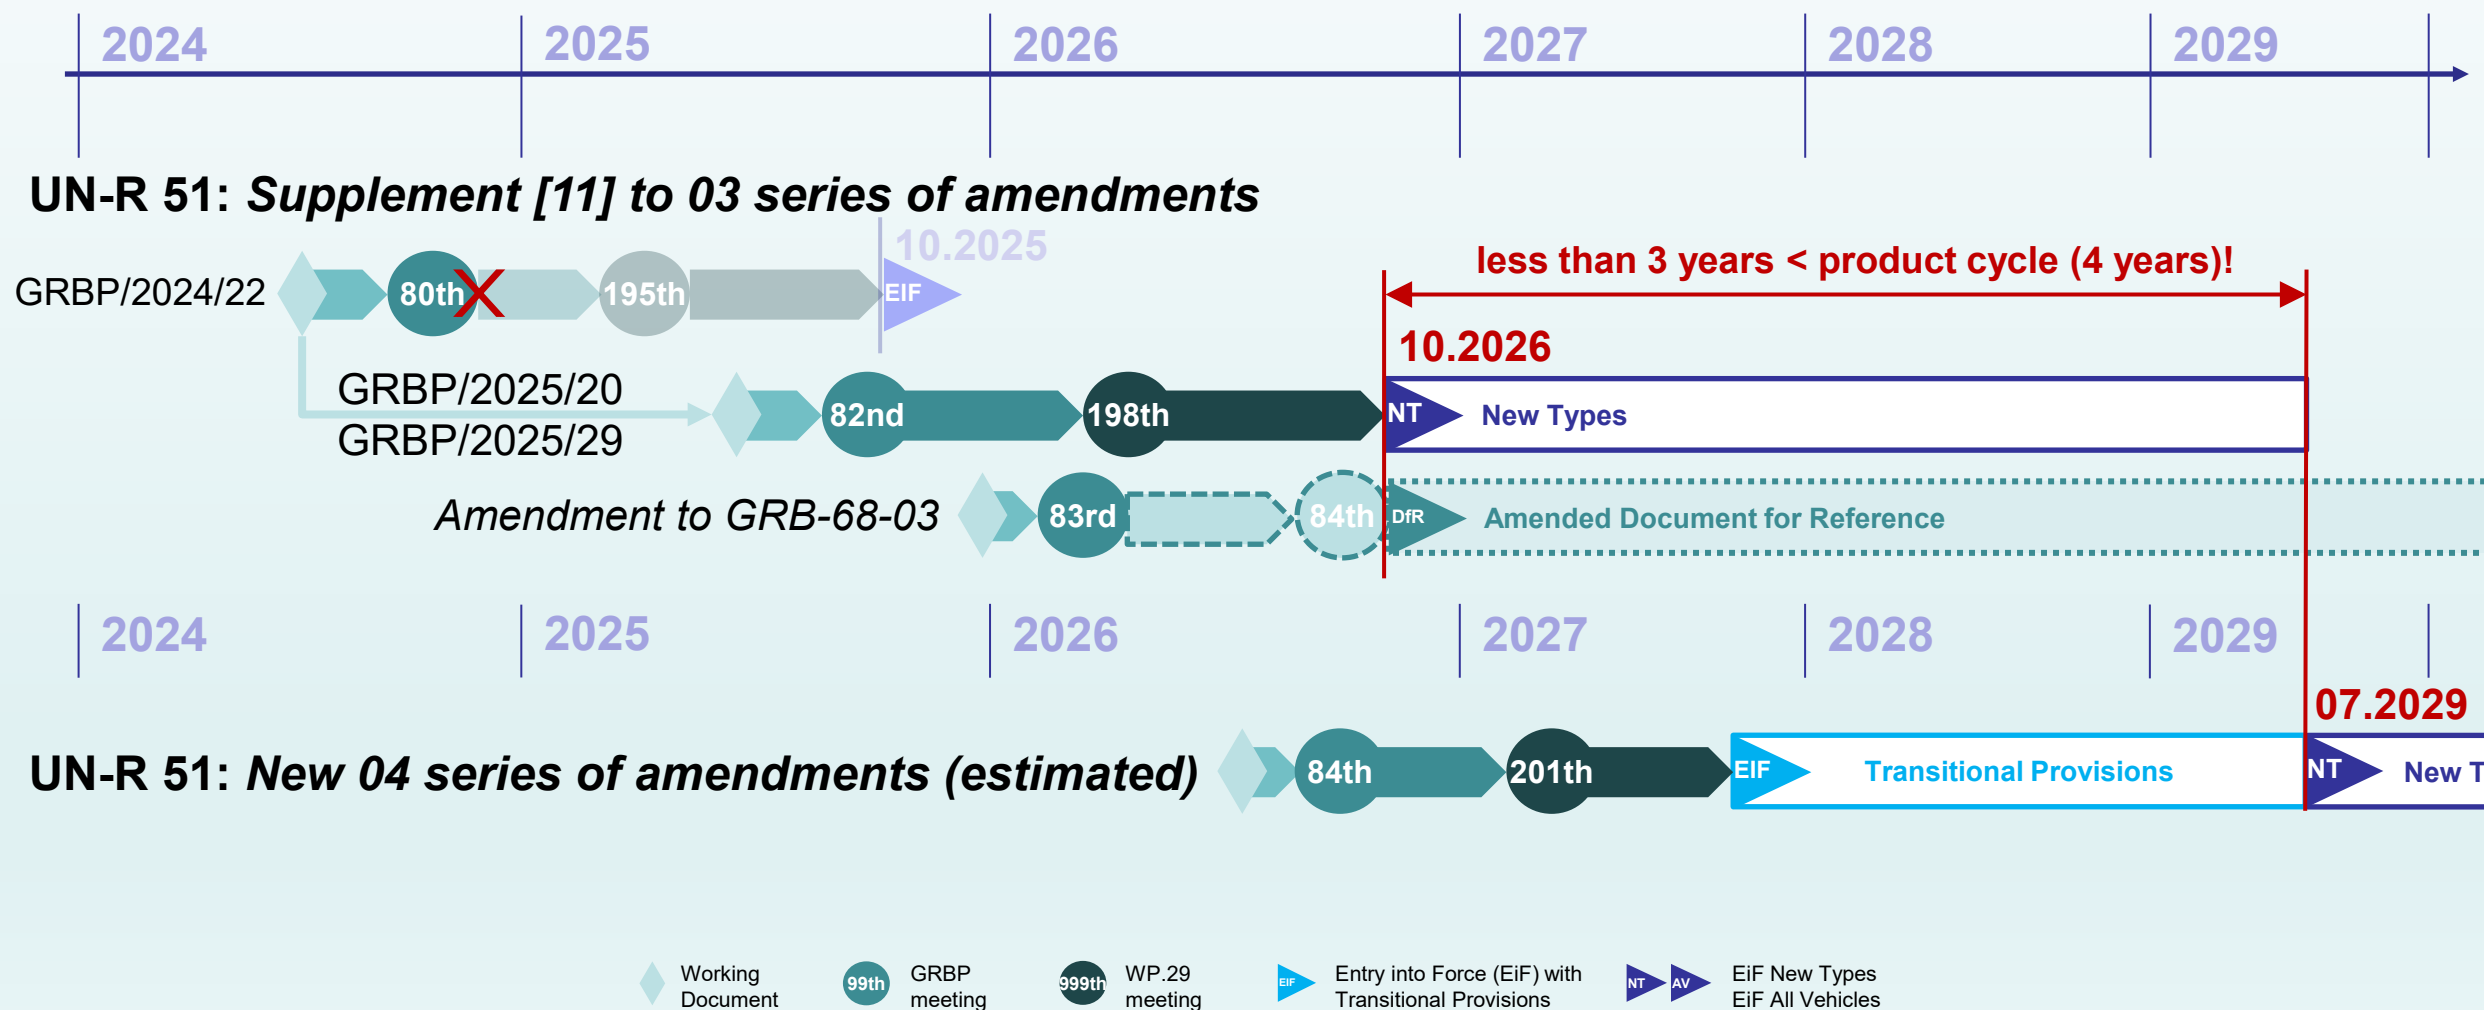 2024 2025 2026 2027 2028 2029
UN-R 51: Supplement [11] to 03 series of amendments
10.2025
less than 3 years < product cycle (4 years)!
GRBP/2024/22 80th X 195th EIF
10.2026
GRBP/2025/20
82nd 198th NT New Types
GRBP/2025/29
Amendment to GRB-68-03 83rd 84th DfR Amended Document for Reference
2024 2025 2026 2027 2028 2029
07.2029
UN-R 51: New 04 series of amendments (estimated) 84th 201th EIF Transitional Provisions NT New T
Working
Document
99th
GRBP
meeting
999th
WP.29
meeting
EIF
Entry into Force (EiF) with
Transitional Provisions
NT AV
EiF New Types
EiF All Vehicles